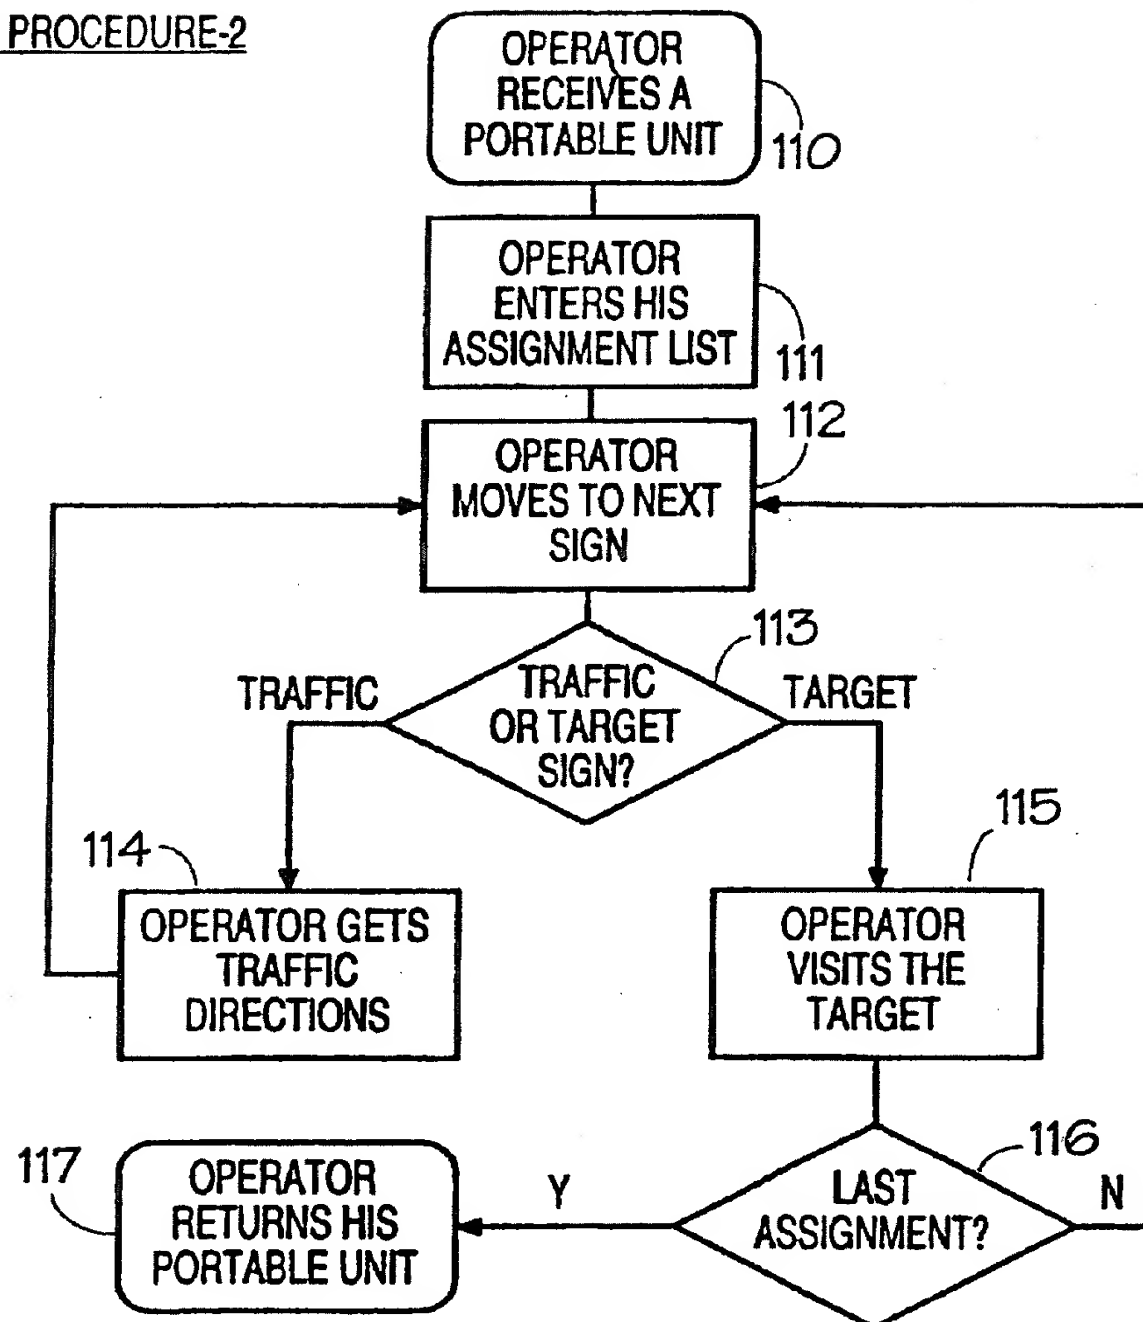 PROCEDURE-2
OPERATOR
RECEIVES A
PORTABLE UNIT
110
OPERATOR
ENTERS HIS
ASSIGNMENT LIST
111
112
OPERATOR
MOVES TO NEXT
SIGN
113
TRAFFIC
TRAFFIC
OR TARGET
SIGN?
TARGET
114
OPERATOR GETS
TRAFFIC
DIRECTIONS
115
OPERATOR
VISITS THE
TARGET
116
LAST
ASSIGNMENT?
Y
N
117
OPERATOR
RETURNS HIS
PORTABLE UNIT